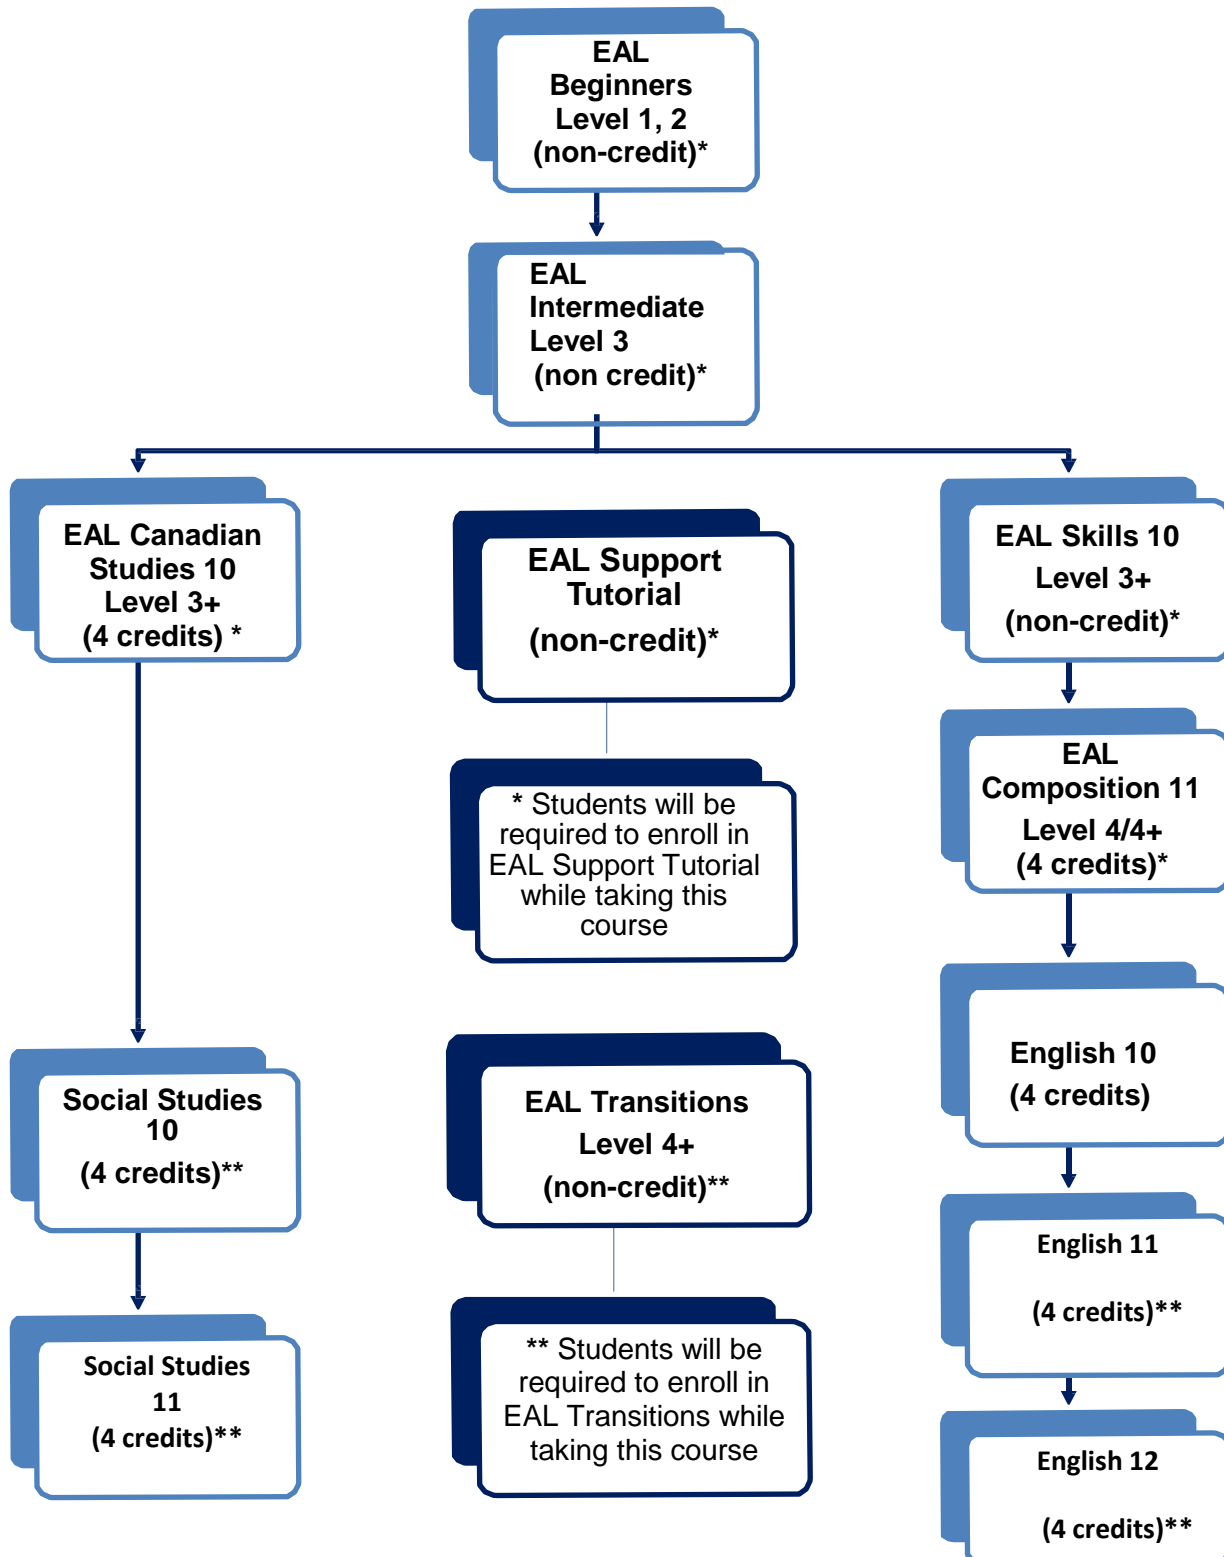 EAL
Beginners
Level 1, 2
(non-credit)*
EAL
Intermediate
Level 3
(non credit)*
EAL Canadian
Studies 10
Level 3+
(4 credits) *
EAL Support
Tutorial
(non-credit)*
EAL Skills 10
Level 3+
(non-credit)*
EAL
Composition 11
Level 4/4+
(4 credits)*
* Students will be
required to enroll in
EAL Support Tutorial
while taking this
course
English 10
(4 credits)
Social Studies
10
(4 credits)**
EAL Transitions
Level 4+
(non-credit)**
English 11
(4 credits)**
Social Studies
11
(4 credits)**
** Students will be
required to enroll in
EAL Transitions while
taking this course
English 12
(4 credits)**